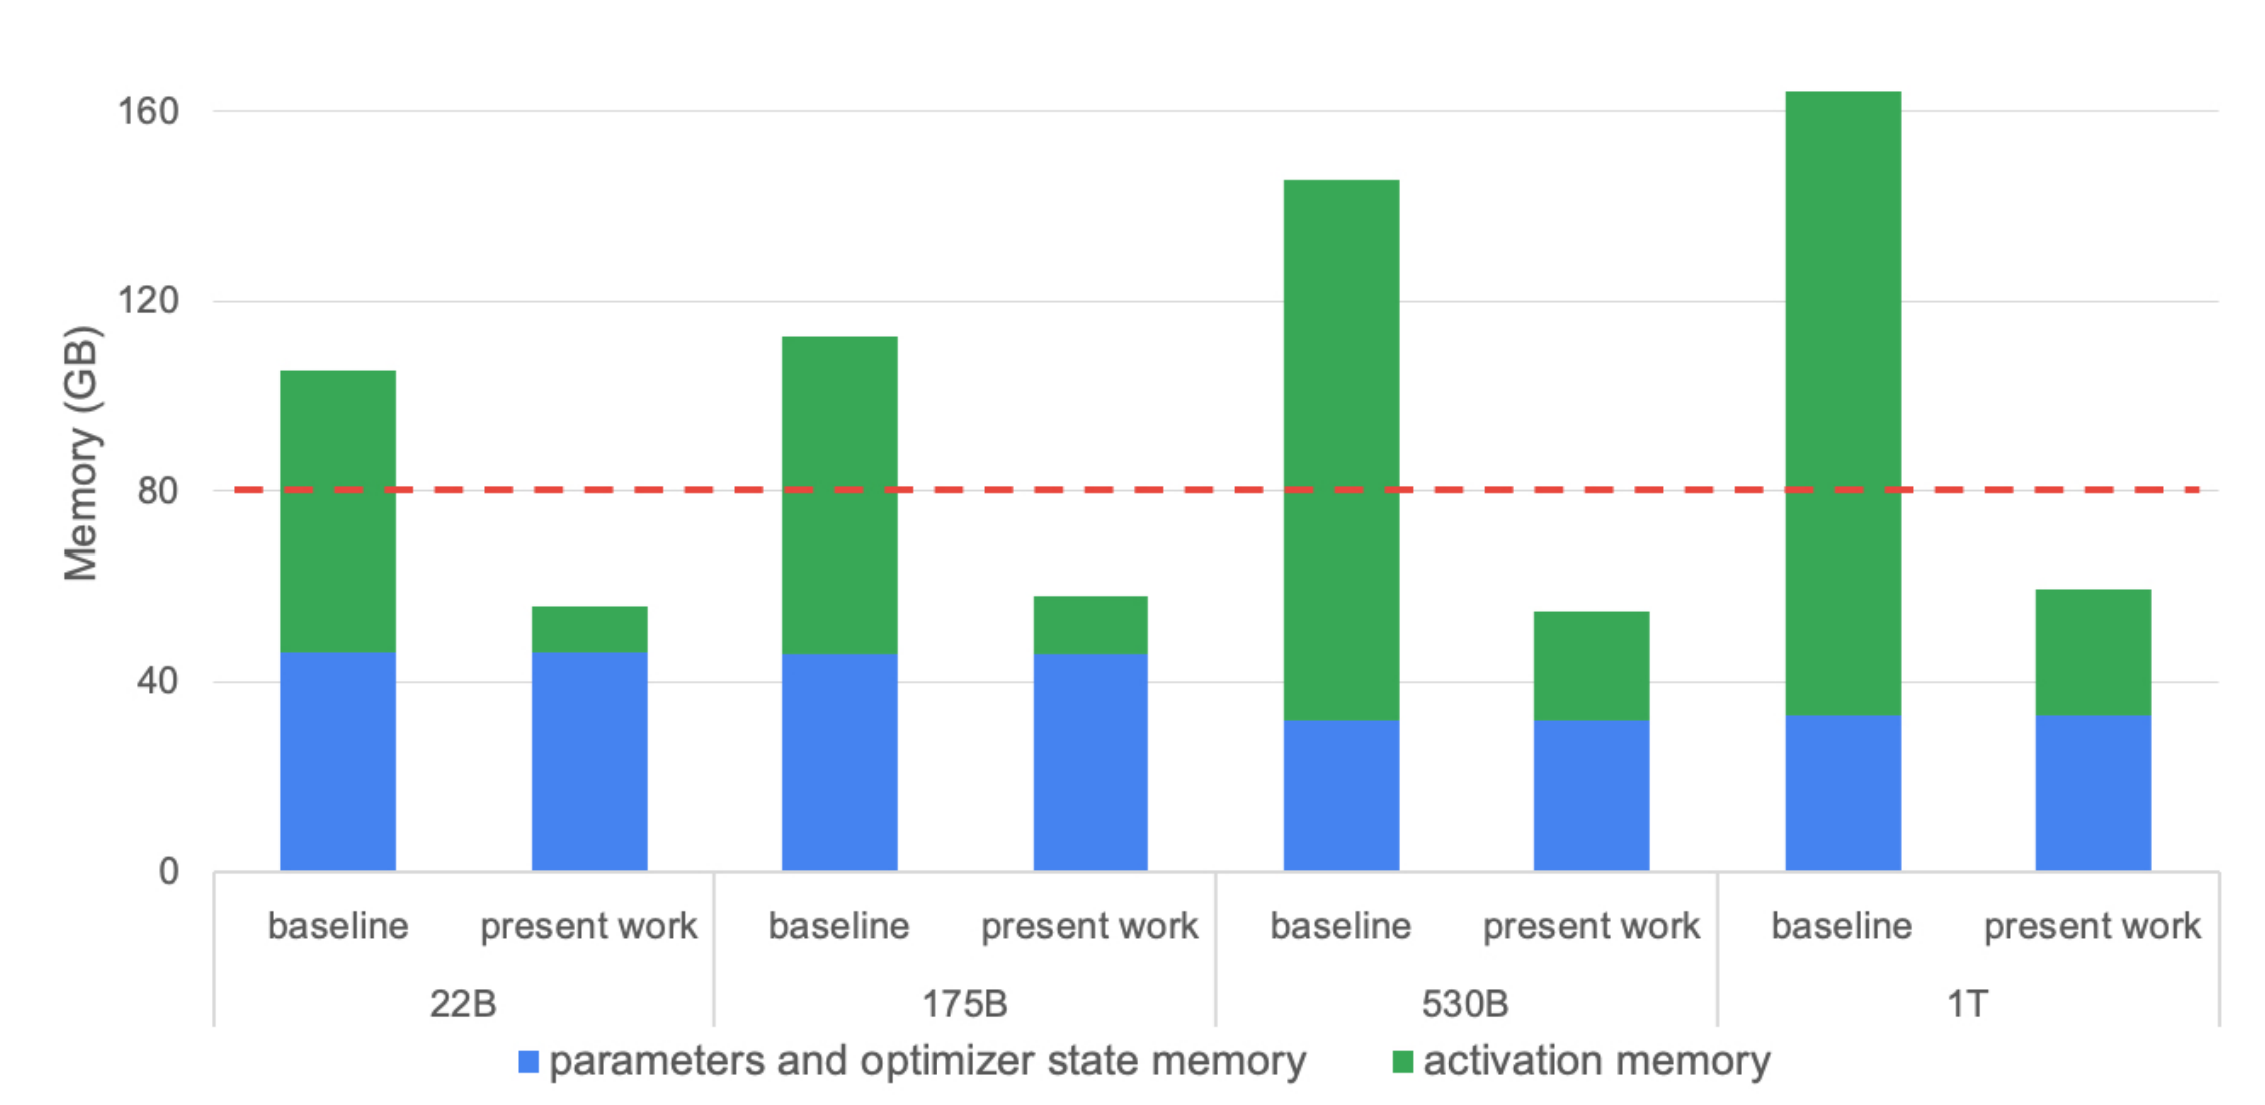 160
120
80
40
0
Memory (GB)
baseline present work baseline present work baseline present work baseline present work
22B 175B 530B 1T
parameters and optimizer state memory activation memory